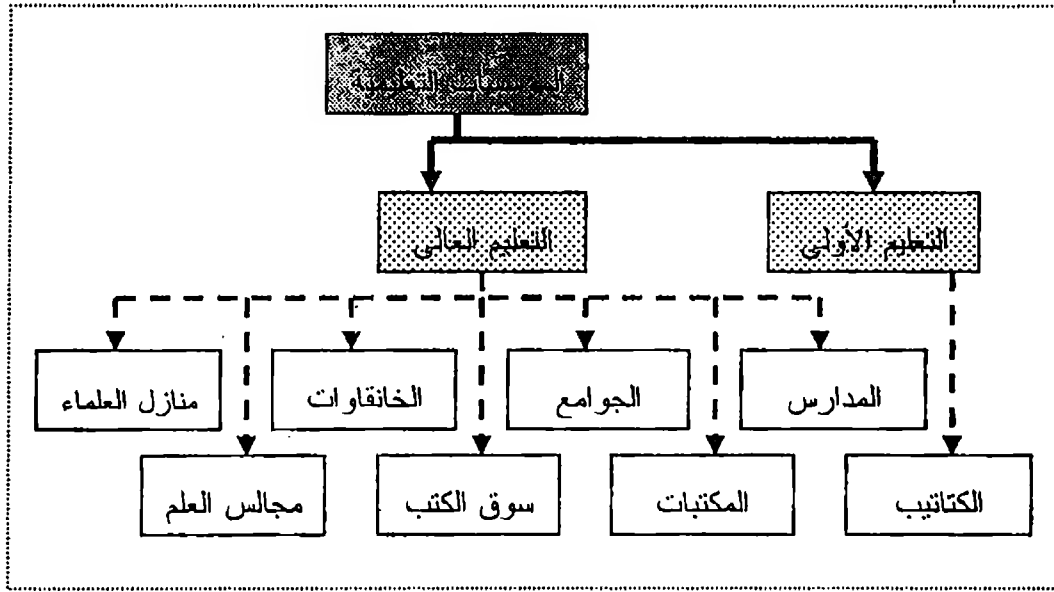 المؤسسات التعليمية
التعليم الأولى
التعليم العالى
المدارس
الجوامع
الخانقاوات
منازل العلماء
الكتاتيب
المكتبات
سوق الكتب
مجالس العلم